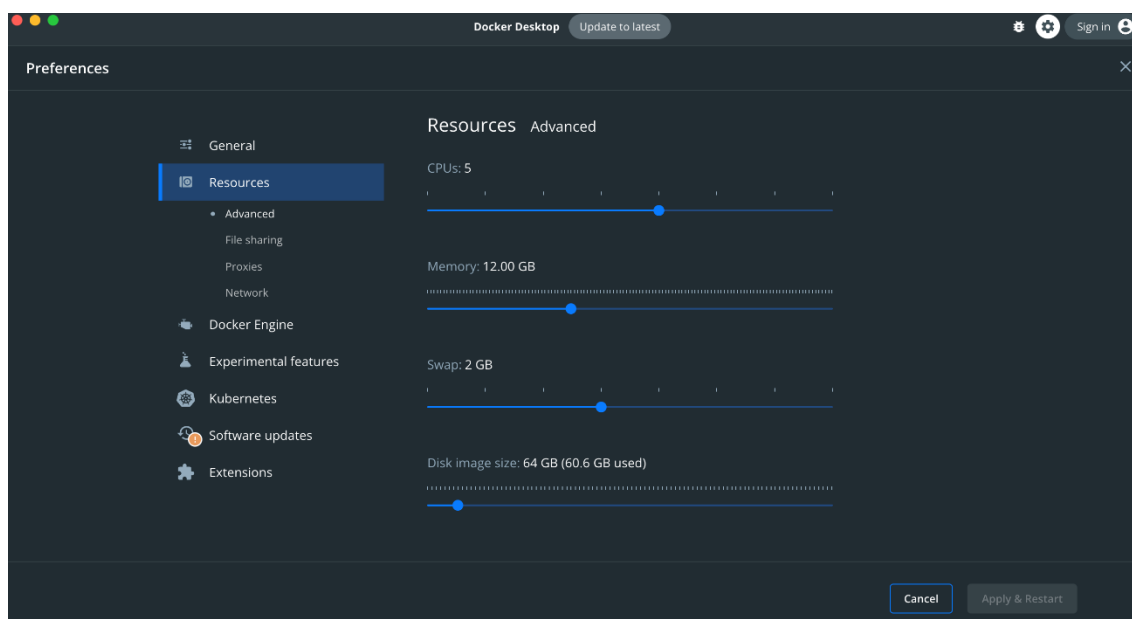 Docker Desktop Update to latest
Sign in
Preferences
General
Resources
Advanced
File sharing
Proxies
Network
Docker Engine
Experimental features
Kubernetes
Software updates
Extensions
Resources Advanced
CPUs: 5
Memory: 12.00 GB
Swap: 2 GB
Disk image size: 64 GB (60.6 GB used)
Cancel
Apply & Restart